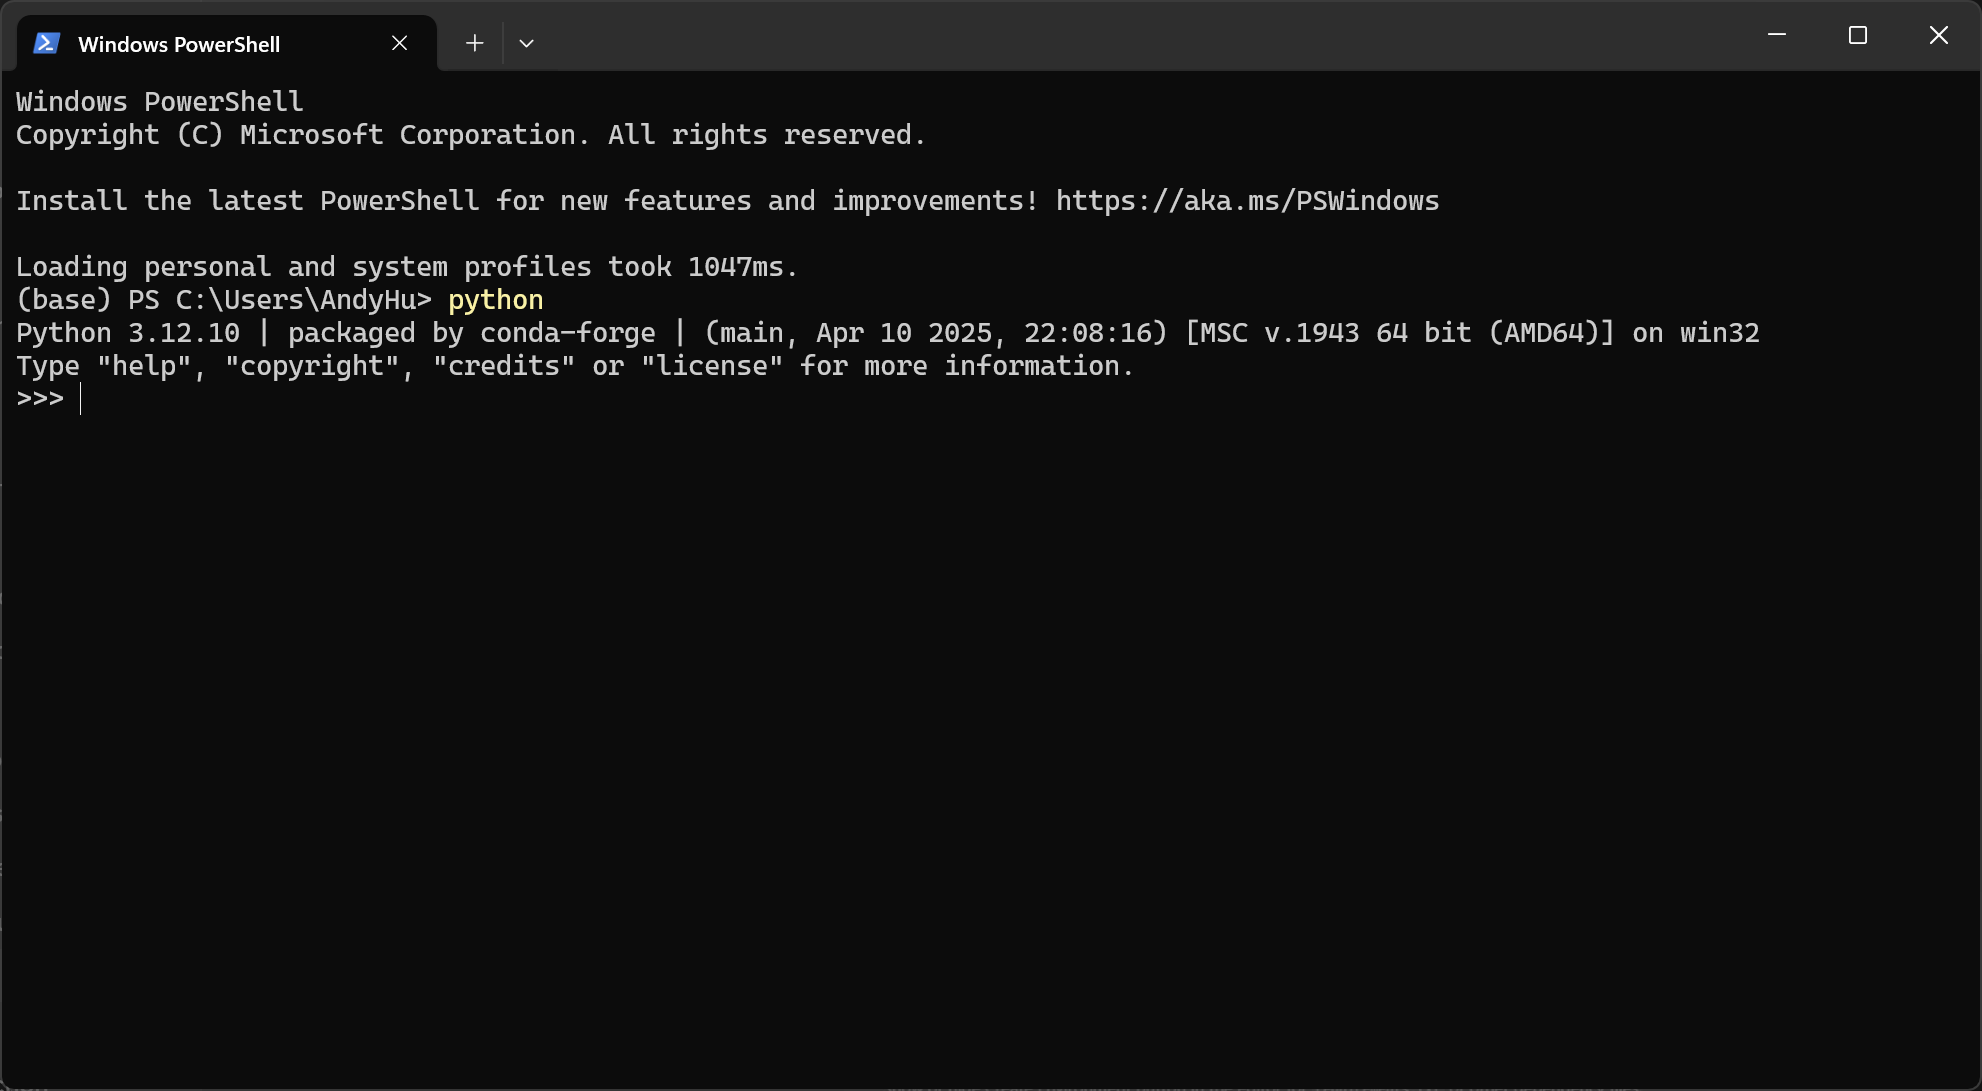 Windows PowerShell
Windows PowerShell
Copyright (C) Microsoft Corporation. All rights reserved.
Install the latest PowerShell for new features and improvements! https://aka.ms/PSWindows
Loading personal and system profiles took 1047ms.
(base) PS C:\Users\AndyHu> python
Python 3.12.10 | packaged by conda-forge | (main, Apr 10 2025, 22:08:16) [MSC v.1943 64 bit (AMD64)] on win32
Type "help", "copyright", "credits" or "license" for more information.
>>>